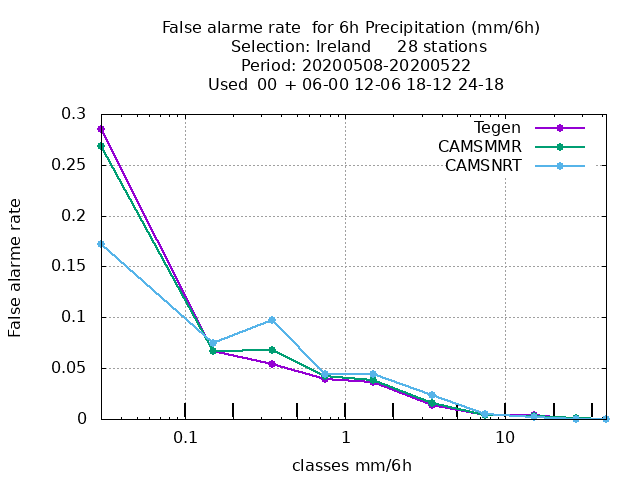 False alarme rate  for 6h Precipitation (mm/6h)
Selection: Ireland     28 stations
Period: 20200508-20200522
Used  00  + 06-00 12-06 18-12 24-18
0.3
0.25
0.2
0.15
0.1
0.05
0
False alarme rate
Tegen
CAMSMMR
CAMSNRT
0.1
1
10
classes mm/6h